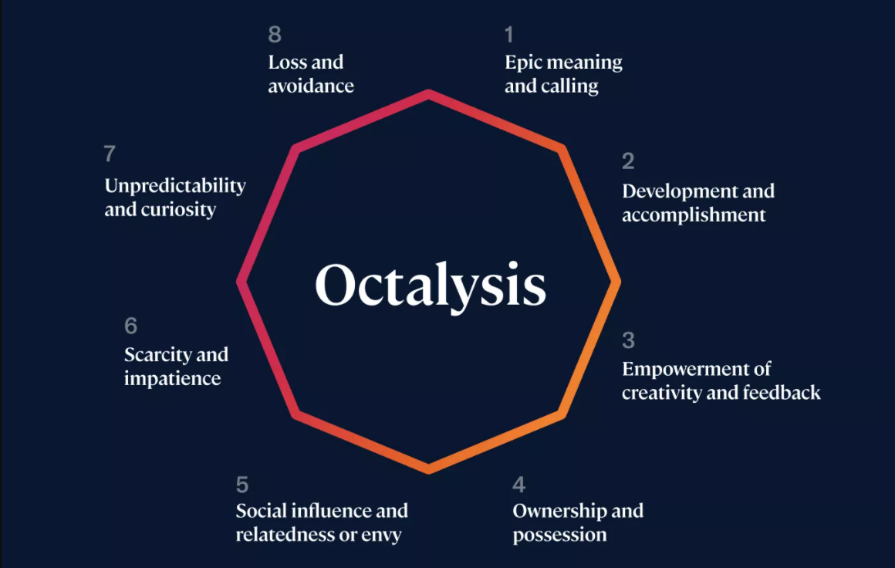 8
Loss and
avoidance
1
Epic meaning
and calling
7
Unpredictability
and curiosity
2
Development and
accomplishment
Octalysis
6
Scarcity and
impatience
3
Empowerment of
creativity and feedback
5
Social influence and
relatedness or envy
4
Ownership and
possession